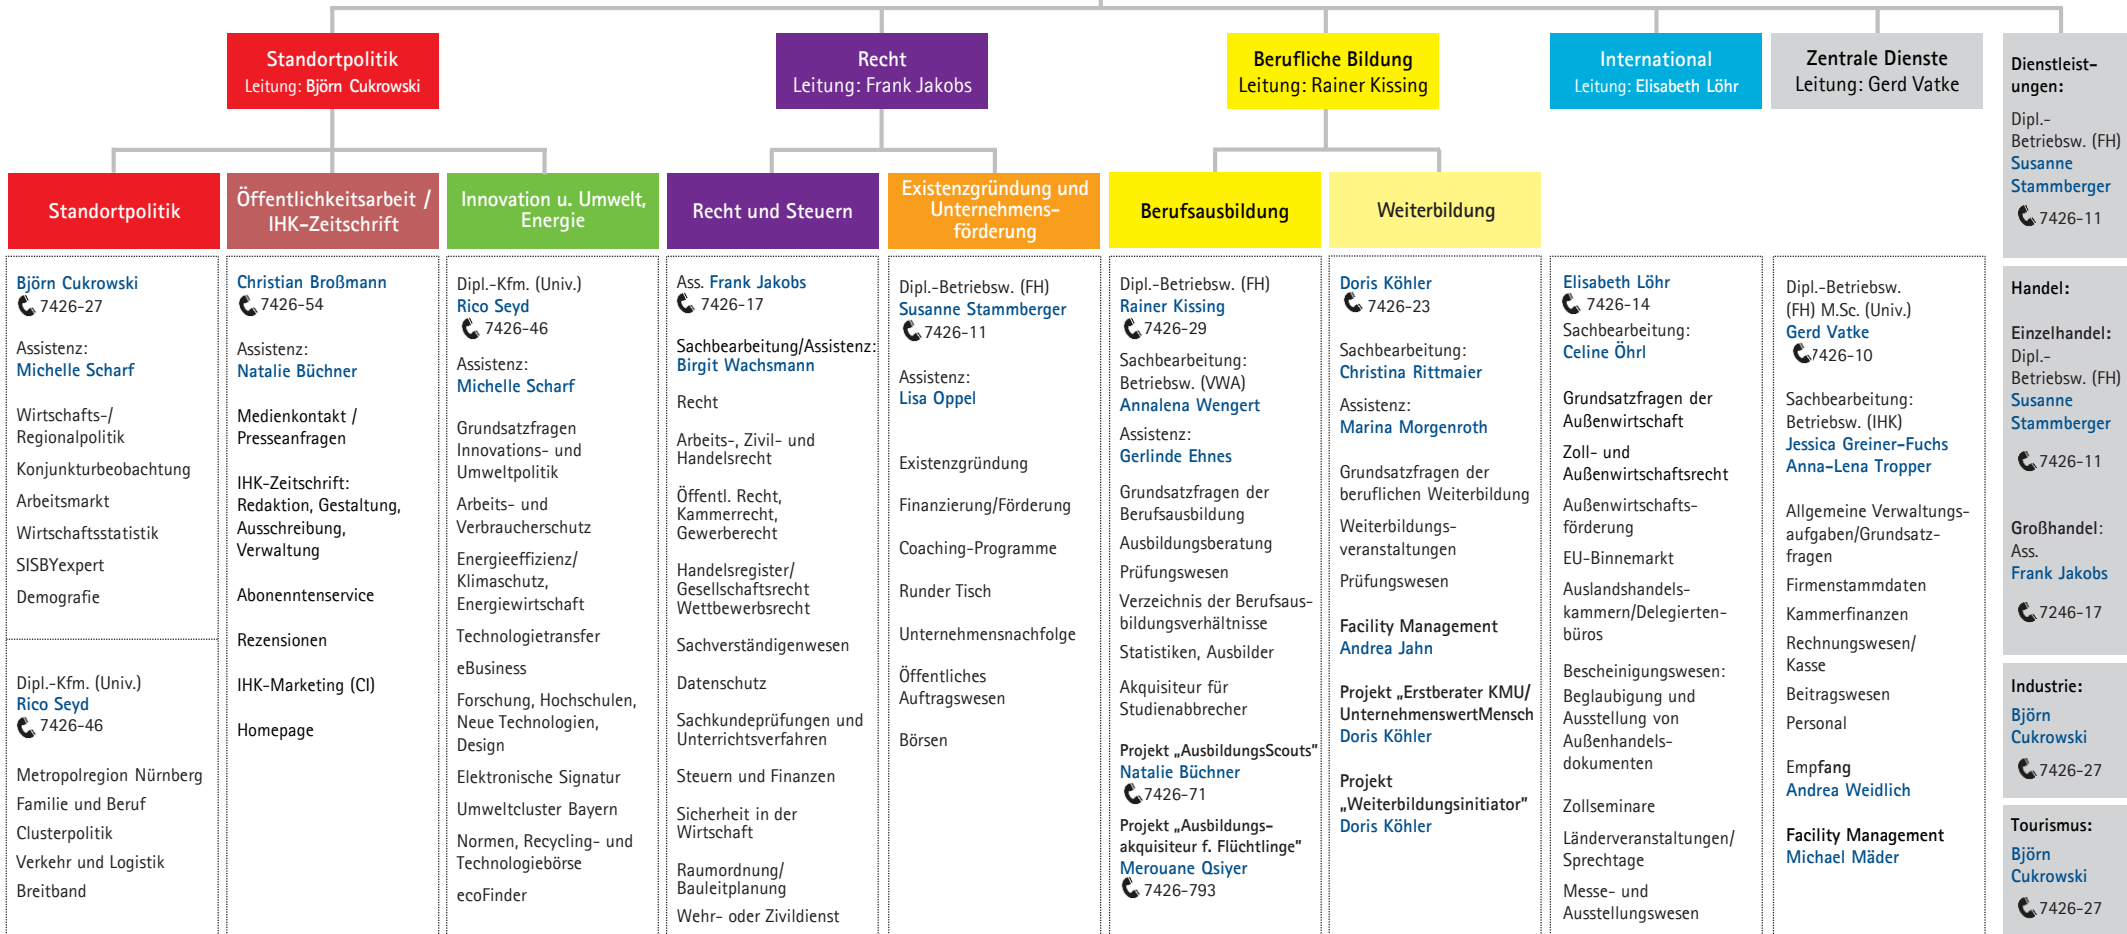 Standortpolitik
Leitung: Björn Cukrowski
Recht
Leitung: Frank Jakobs
Berufliche Bildung
Leitung: Rainer Kissing
International
Leitung: Elisabeth Löhr
Zentrale Dienste
Leitung: Gerd Vatke
Standortpolitik
Öffentlichkeitsarbeit /
IHK-Zeitschrift
Innovation u. Umwelt,
Energie
Recht und Steuern
Existenzgründung und
Unternehmens-
förderung
Berufsausbildung
Weiterbildung
Björn Cukrowski
7426-27
Assistenz:
Michelle Scharf
Wirtschafts-/
Regionalpolitik
Konjunkturbeobachtung
Arbeitsmarkt
Wirtschaftsstatistik
SISBYexpert
Demografie
Dipl.-Kfm. (Univ.)
Rico Seyd
7426-46
Metropolregion Nürnberg
Familie und Beruf
Clusterpolitik
Verkehr und Logistik
Breitband
Christian Broßmann
7426-54
Assistenz:
Natalie Büchner
Medienkontakt /
Presseanfragen
IHK-Zeitschrift:
Redaktion, Gestaltung,
Ausschreibung,
Verwaltung
Abonnentenservice
Rezensionen
IHK-Marketing (CI)
Homepage
Dipl.-Kfm. (Univ.)
Rico Seyd
7426-46
Assistenz:
Michelle Scharf
Grundsatzfragen
Innovations- und
Umweltpolitik
Arbeits- und
Verbraucherschutz
Energieeffizienz/
Klimaschutz,
Energiewirtschaft
Technologietransfer
eBusiness
Forschung, Hochschulen,
Neue Technologien,
Design
Elektronische Signatur
Umweltcluster Bayern
Normen, Recycling- und
Technologiebörse
ecoFinder
Ass. Frank Jakobs
7426-17
Sachbearbeitung/Assistenz:
Birgit Wachsmann
Recht
Arbeits-, Zivil- und
Handelsrecht
Öffentl. Recht,
Kammerrecht,
Gewerberecht
Handelsregister/
Gesellschaftsrecht
Wettbewerbsrecht
Sachverständigenwesen
Datenschutz
Sachkundeprüfungen und
Unterrichtsverfahren
Steuern und Finanzen
Sicherheit in der
Wirtschaft
Raumordnung/
Bauleitplanung
Wehr- oder Zivildienst
Dipl.-Betriebsw. (FH)
Susanne Stammberger
7426-11
Assistenz:
Lisa Oppel
Existenzgründung
Finanzierung/Förderung
Coaching-Programme
Runder Tisch
Unternehmensnachfolge
Öffentliches
Auftragswesen
Börsen
Dipl.-Betriebsw. (FH)
Rainer Kissing
7426-29
Sachbearbeitung:
Betriebsw. (VWA)
Annalena Wengert
Assistenz:
Gerlinde Ehnes
Grundsatzfragen der
Berufsausbildung
Ausbildungsberatung
Prüfungswesen
Verzeichnis der Berufsaus-
bildungsverhältnisse
Statistiken, Ausbilder
Akquisiteur für
Studienabbrecher
Projekt „AusbildungsScouts"
Natalie Büchner
7426-71
Projekt „Ausbildungs-
akquisiteur f. Flüchtlinge"
Merouane Qsiyer
7426-793
Doris Köhler
7426-23
Sachbearbeitung:
Christina Rittmaier
Assistenz:
Marina Morgenroth
Grundsatzfragen der
beruflichen Weiterbildung
Weiterbildungs-
veranstaltungen
Prüfungswesen
Facility Management
Andrea Jahn
Projekt „Erstberater KMU/
UnternehmenswertMensch
Doris Köhler
Projekt
„Weiterbildungsinitiator"
Doris Köhler
Elisabeth Löhr
7426-14
Sachbearbeitung:
Celine Öhrl
Grundsatzfragen der
Außenwirtschaft
Zoll- und
Außenwirtschaftsrecht
Außenwirtschafts-
förderung
EU-Binnemarkt
Auslandshandels-
kammern/Delegierten-
büros
Bescheinigungswesen:
Beglaubigung und
Ausstellung von
Außenhandels-
dokumenten
Zollseminare
Länderveranstaltungen/
Sprechtage
Messe- und
Ausstellungswesen
Dipl.-Betriebsw.
(FH) M.Sc. (Univ.)
Gerd Vatke
7426-10
Sachbearbeitung:
Betriebsw. (IHK)
Jessica Greiner-Fuchs
Anna-Lena Tropper
Allgemeine Verwaltungs-
aufgaben/Grundsatz-
fragen
Firmenstammdaten
Kammerfinanzen
Rechnungswesen/
Kasse
Beitragswesen
Personal
Empfang
Andrea Weidlich
Facility Management
Michael Mäder
Dienstleist-
ungen:
Dipl.-
Betriebsw. (FH)
Susanne
Stammberger
7426-11
Handel:
Einzelhandel:
Dipl.-
Betriebsw. (FH)
Susanne
Stammberger
7426-11
Großhandel:
Ass.
Frank Jakobs
7246-17
Industrie:
Björn
Cukrowski
7426-27
Tourismus:
Björn
Cukrowski
7426-27